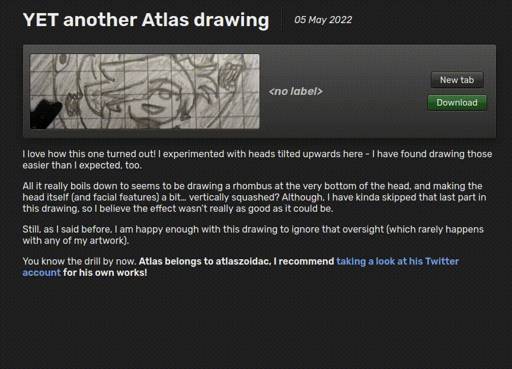 YET another Atlas drawing
05 May 2022
<no label>
New tab
Download
I love how this one turned out! I experimented with heads tilted upwards here - I have found drawing those
easier than I expected, too.
All it really boils down to seems to be drawing a rhombus at the very bottom of the head, and making the
head itself (and facial features) a bit... vertically squashed? Although, I have kinda skipped that last part in
this drawing, so I believe the effect wasn't really as good as it could be.
Still, as I said before, I am happy enough with this drawing to ignore that oversight (which rarely happens
with any of my artwork).
You know the drill by now. Atlas belongs to atlaszoidac, I recommend taking a look at his Twitter
account for his own works!